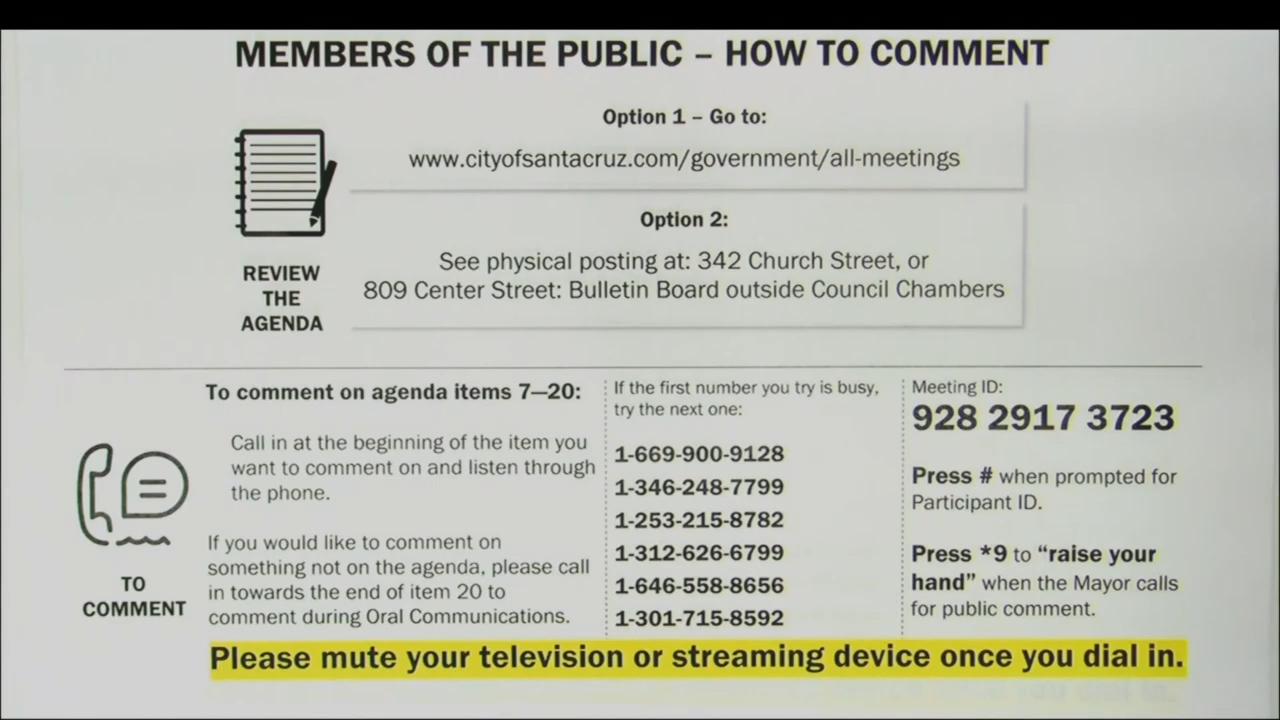 MEMBERS OF THE PUBLIC – HOW TO COMMENT
Option 1 – Go to:
www.cityofsantacruz.com/government/all-meetings
Option 2:
See physical posting at: 342 Church Street, or
809 Center Street: Bulletin Board outside Council Chambers
REVIEW
THE
AGENDA
To comment on agenda items 7—20:
Call in at the beginning of the item you
want to comment on and listen through
the phone.
If you would like to comment on
something not on the agenda, please call
in towards the end of item 20 to
comment during Oral Communications.
TO
COMMENT
If the first number you try is busy,
try the next one:
1-669-900-9128
1-346-248-7799
1-253-215-8782
1-312-626-6799
1-646-558-8656
1-301-715-8592
Meeting ID:
928 2917 3723
Press # when prompted for
Participant ID.
Press *9 to “raise your
hand” when the Mayor calls
for public comment.
Please mute your television or streaming device once you dial in.